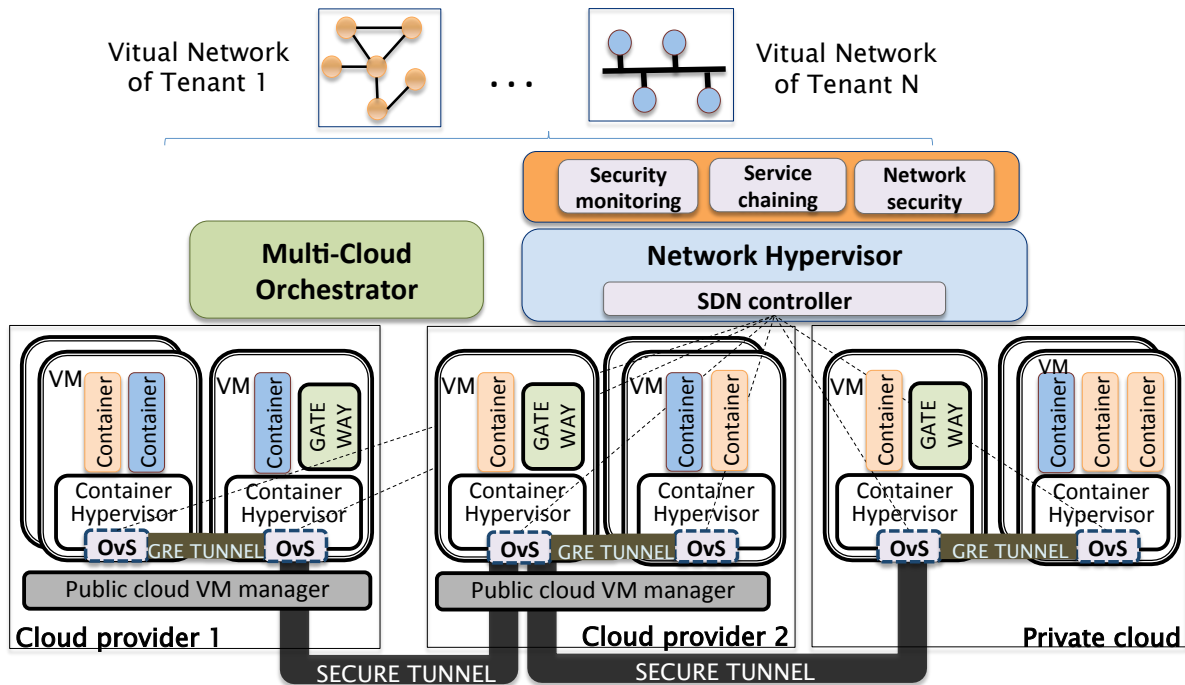 Vitual Network
of Tenant 1
...
Vitual Network
of Tenant N
Security
monitoring
Service
chaining
Network
security
Multi-Cloud
Orchestrator
Network Hypervisor
SDN controller
VM
Container
Container
Container
Hypervisor
OvS
VM
Container
GATE
WAY
Container
Hypervisor
OvS
GRE TUNNEL
Public cloud VM manager
Cloud provider 1
VM
Container
GATE
WAY
Container
Hypervisor
OvS
VM
Container
Container
Container
Hypervisor
OvS
GRE TUNNEL
Public cloud VM manager
Cloud provider 2
VM
Container
GATE
WAY
Container
Hypervisor
OvS
VM
Container
Container
Container
Container
Hypervisor
OvS
GRE TUNNEL
Private cloud
SECURE TUNNEL
SECURE TUNNEL